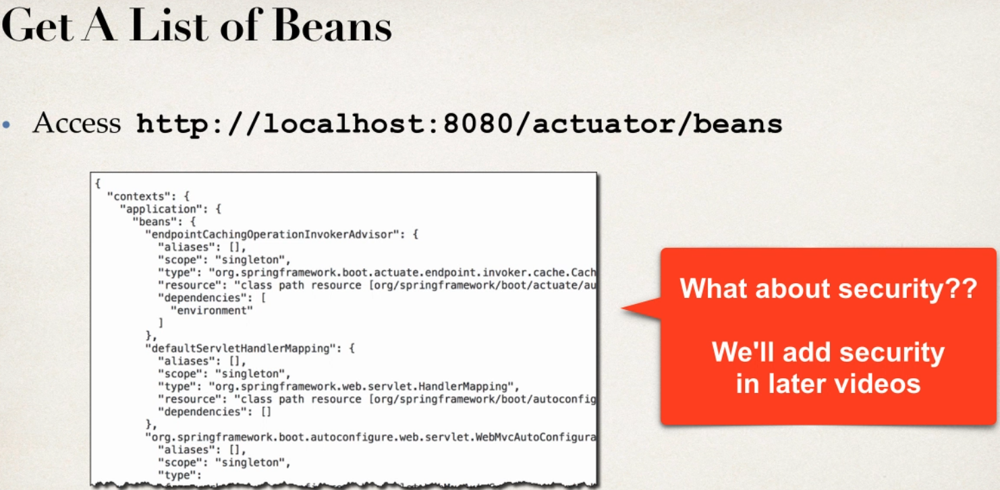 Get A List of Beans
• Access http://localhost:8080/actuator/beans
{
  "contexts": {
    "application": {
      "beans": {
        "endpointCachingOperationInvokerAdvisor": {
          "aliases": [],
          "scope": "singleton",
          "type": "org.springframework.boot.actuate.endpoint.invoker.cache.Cach
          "resource": "class path resource [org/springframework/boot/actuate/au
          "dependencies": [
            "environment"
          ]
        },
        "defaultServletHandlerMapping": {
          "aliases": [],
          "scope": "singleton",
          "type": "org.springframework.web.servlet.HandlerMapping",
          "resource": "class path resource [org/springframework/boot/autoconfig
          "dependencies": []
        },
        "org.springframework.boot.autoconfigure.web.servlet.WebMvcAutoConfigura
          "aliases": [],
          "scope": "singleton",
          "type":
What about security??
We'll add security
in later videos